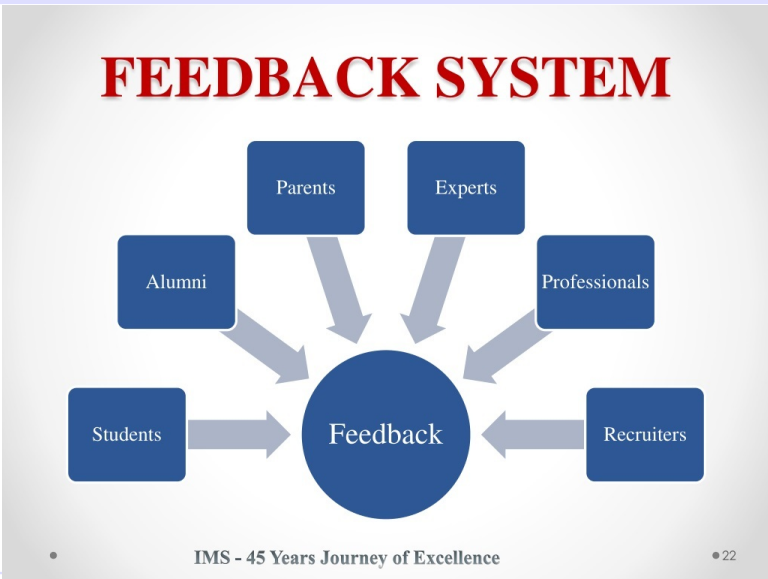 FEEDBACK SYSTEM
Parents
Experts
Alumni
Professionals
Students
Feedback
Recruiters
IMS - 45 Years Journey of Excellence
22